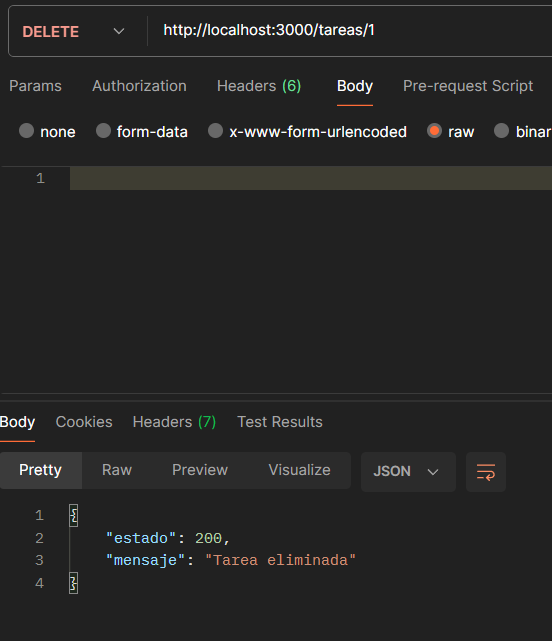 DELETE http://localhost:3000/tareas/1
Params Authorization Headers (6) Body Pre-request Script
none form-data x-www-form-urlencoded raw binar
1
Body Cookies Headers (7) Test Results
Pretty Raw Preview Visualize JSON
1 {
2 "estado": 200,
3 "mensaje": "Tarea eliminada"
4 }